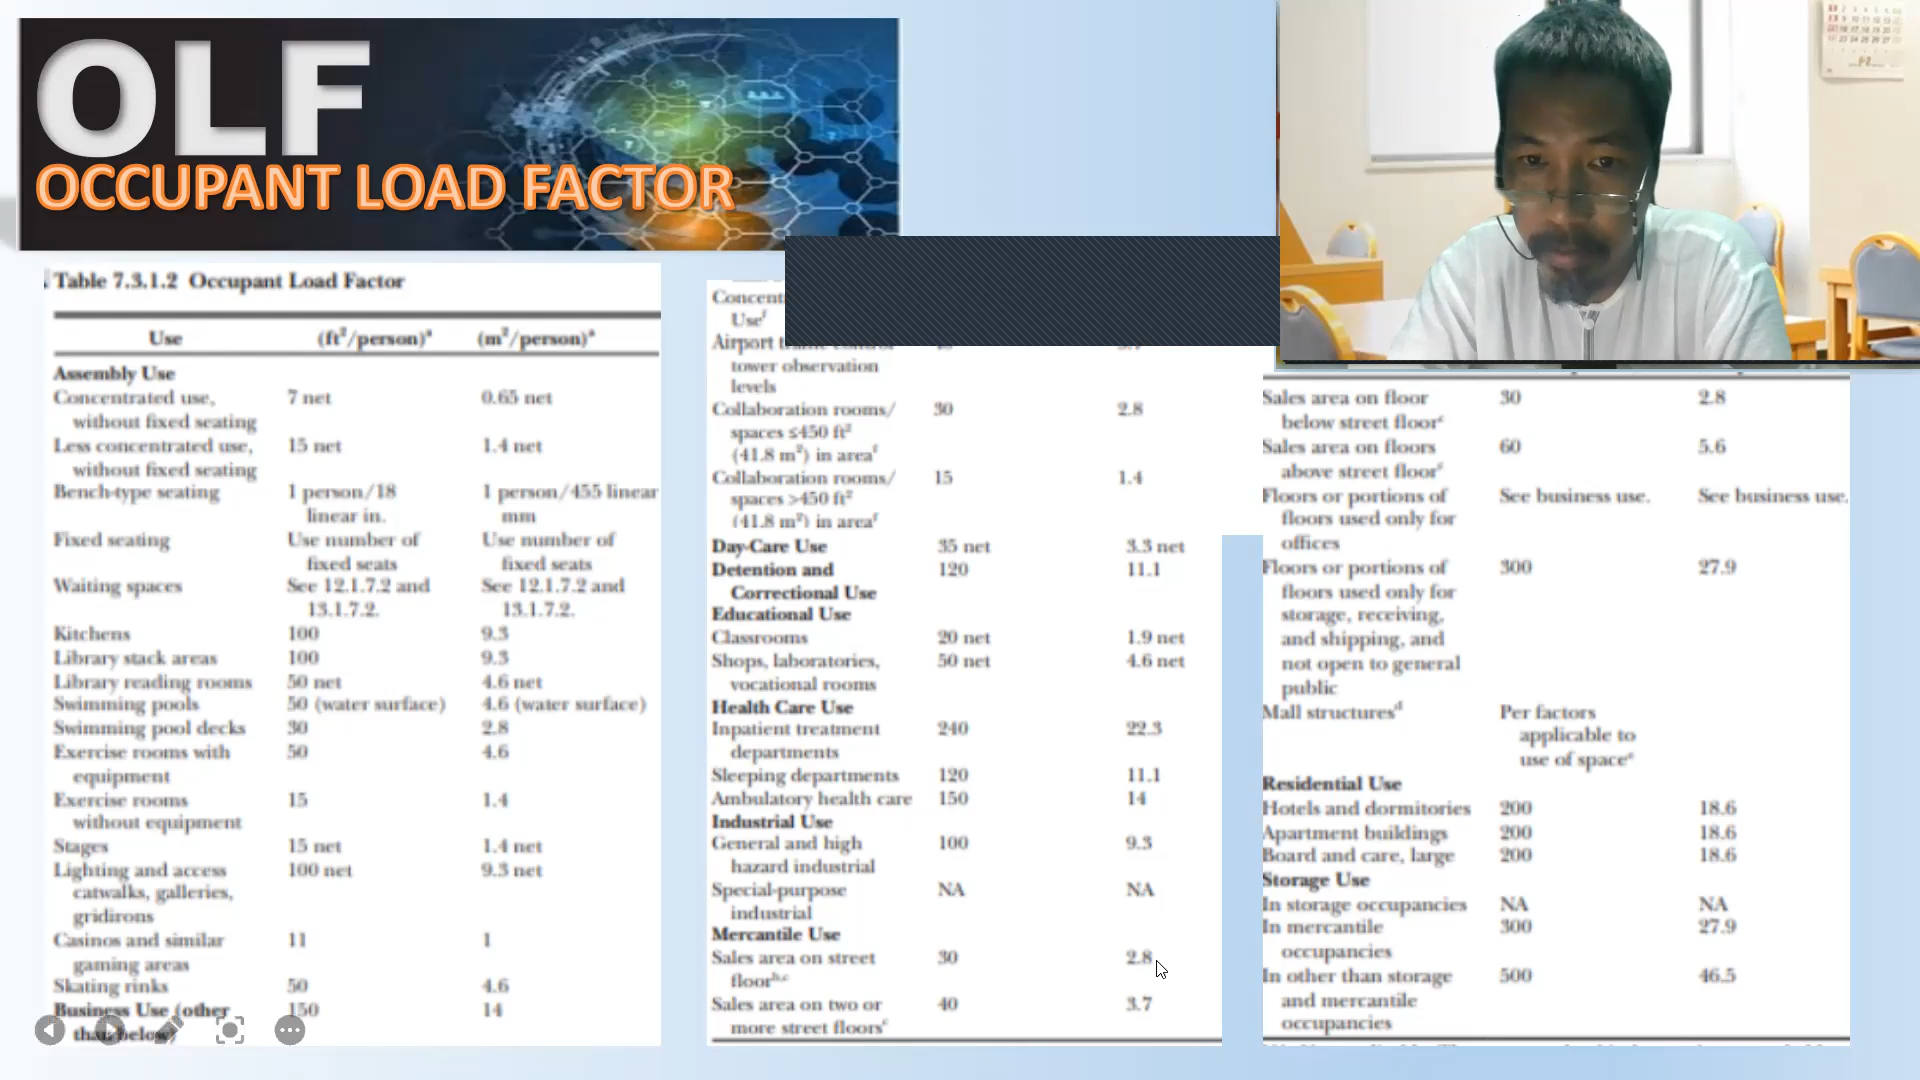 OLF
OCCUPANT LOAD FACTOR
Table 7.3.1.2 Occupant Load Factor
Use (ft²/person)ᵃ (m²/person)ᵃ
Assembly Use
Concentrated use, 7 net 0.65 net
without fixed seating
Less concentrated use, 15 net 1.4 net
without fixed seating
Bench-type seating 1 person/18 1 person/455 linear
linear in. mm
Fixed seating Use number of Use number of
fixed seats fixed seats
Waiting spaces See 12.1.7.2 and See 12.1.7.2 and
13.1.7.2. 13.1.7.2.
Kitchens 100 9.3
Library stack areas 100 9.3
Library reading rooms 50 net 4.6 net
Swimming pools 50 (water surface) 4.6 (water surface)
Swimming pool decks 30 2.8
Exercise rooms with 50 4.6
equipment
Exercise rooms 15 1.4
without equipment
Stages 15 net 1.4 net
Lighting and access 100 net 9.3 net
catwalks, galleries,
gridirons
Casinos and similar 11 1
gaming areas
Skating rinks 50 4.6
Business Use (other 150 14
than below)
Useᶠ
Airport
tower observation
levels
Collaboration rooms/ 30 2.8
spaces ≤450 ft²
(41.8 m²) in areaᶠ
Collaboration rooms/ 15 1.4
spaces >450 ft²
(41.8 m²) in areaᶠ
Day-Care Use 35 net 3.3 net
Detention and 120 11.1
Correctional Use
Educational Use
Classrooms 20 net 1.9 net
Shops, laboratories, 50 net 4.6 net
vocational rooms
Health Care Use
Inpatient treatment 240 22.3
departments
Sleeping departments 120 11.1
Ambulatory health care 150 14
Industrial Use
General and high 100 9.3
hazard industrial
Special-purpose NA NA
industrial
Mercantile Use
Sales area on street 30 2.8
floorᵇ,ᶜ
Sales area on two or 40 3.7
more street floorsᶜ
Sales area on floor 30 2.8
below street floorᶜ
Sales area on floors 60 5.6
above street floorᶜ
Floors or portions of See business use. See business use.
floors used only for
offices
Floors or portions of 300 27.9
floors used only for
storage, receiving,
and shipping, and
not open to general
public
Mall structuresᵈ Per factors
applicable to
use of spaceᵉ
Residential Use
Hotels and dormitories 200 18.6
Apartment buildings 200 18.6
Board and care, large 200 18.6
Storage Use
In storage occupancies NA NA
In mercantile 300 27.9
occupancies
In other than storage 500 46.5
and mercantile
occupancies